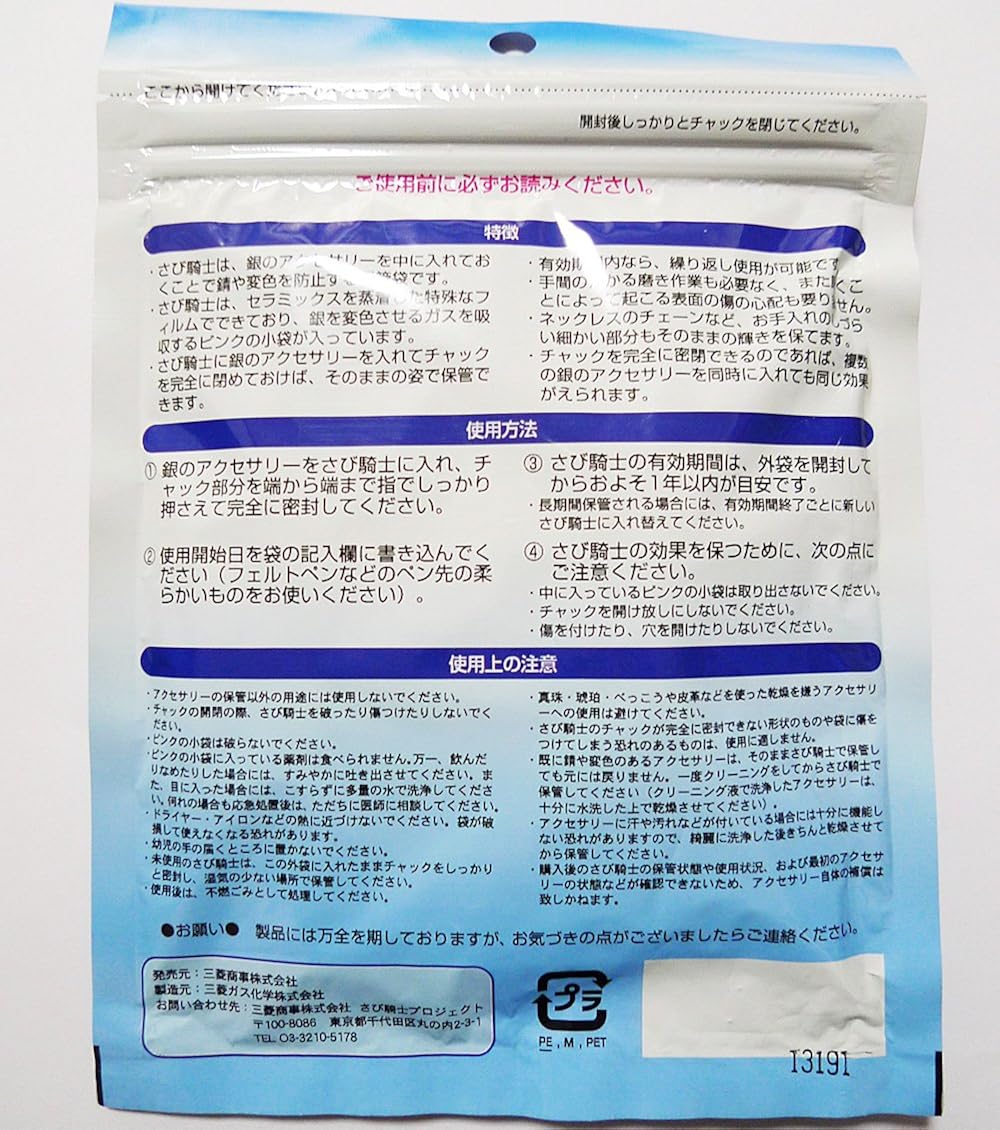 ここから開けてく
開封後しっかりとチャックを閉じてください。
ご使用前に必ずお読みください。
特徴
・さび騎士は、銀のアクセサリーを中に入れてお
くことで錆や変色を防止する 管袋です。
・さび騎士は、セラミックスを蒸着した特殊なフ
ィルムでできており、銀を変色させるガスを吸
収するピンクの小袋が入っています。
・さび騎士に銀のアクセサリーを入れてチャック
を完全に閉めておけば、そのままの姿で保管で
きます。
・有効期 内なら、繰り返し使用が可能です
・手間の かる磨き作業も必要なく、また くこ
とによって起こる表面の傷の心配も要りません。
・ネックレスのチェーンなど、お手入れのしづら
い細かい部分もそのままの輝きを保てます。
・チャックを完全に密閉できるのであれば、複数
の銀のアクセサリーを同時に入れても同じ効果
がえられます。
使用方法
① 銀のアクセサリーをさび騎士に入れ、チ
ャック部分を端から端まで指でしっかり
押さえて完全に密封してください。
② 使用開始日を袋の記入欄に書き込んでく
ださい（フェルトペンなどのペン先の柔
らかいものをお使いください）。
③ さび騎士の有効期間は、外袋を開封して
からおよそ1年以内が目安です。
・長期間保管される場合には、有効期間終了ごとに新しい
さび騎士に入れ替えてください。
④ さび騎士の効果を保つために、次の点に
ご注意ください。
・中に入っているピンクの小袋は取り出さないでください。
・チャックを開け放しにしないでください。
・傷を付けたり、穴を開けたりしないでください。
使用上の注意
・アクセサリーの保管以外の用途には使用しないでください。
・チャックの開閉の際、さび騎士を破ったり傷つけたりしないでく
ださい。
・ピンクの小袋は破らないでください。
・ピンクの小袋に入っている薬剤は食べられません。万一、飲んだ
りなめたりした場合には、すみやかに吐き出させてください。ま
た、目に入った場合には、こすらずに多量の水で洗浄してくださ
い。何れの場合も応急処置後は、ただちに医師に相談してください。
・ドライヤー・アイロンなどの熱に近づけないでください。袋が破
損して使えなくなる恐れがあります。
・幼児の手の届くところに置かないでください。
・未使用のさび騎士は、この外袋に入れたままチャックをしっかり
と密封し、湿気の少ない場所で保管してください。
・使用後は、不燃ごみとして処理してください。
・真珠・琥珀・べっこうや皮革などを使った乾燥を嫌うアクセサリ
ーへの使用は避けてください。
・さび騎士のチャックが完全に密封できない形状のものや袋に傷を
つけてしまう恐れのあるものは、使用に適しません。
・既に錆や変色のあるアクセサリーは、そのままさび騎士で保管し
ても元には戻りません。一度クリーニングをしてからさび騎士で
保管してください（クリーニング液で洗浄したアクセサリーは、
十分に水洗した上で乾燥させてください）。
・アクセサリーに汗や汚れなどが付いている場合には十分に機能し
ない恐れがありますので、綺麗に洗浄した後きちんと乾燥させて
から保管してください。
・購入後のさび騎士の保管状態や使用状況、および最初のアクセサ
リーの状態などが確認できないため、アクセサリー自体の補償は
致しかねます。
●お願い● 製品には万全を期しておりますが、お気づきの点がございましたらご連絡ください。
発売元：三菱商事株式会社
製造元：三菱ガス化学株式会社
お問い合わせ先：三菱商事株式会社 さび騎士プロジェクト
〒100-8086 東京都千代田区丸の内2-3-1
TEL 03-3210-5178
プラ
PE , M , PET
I3191